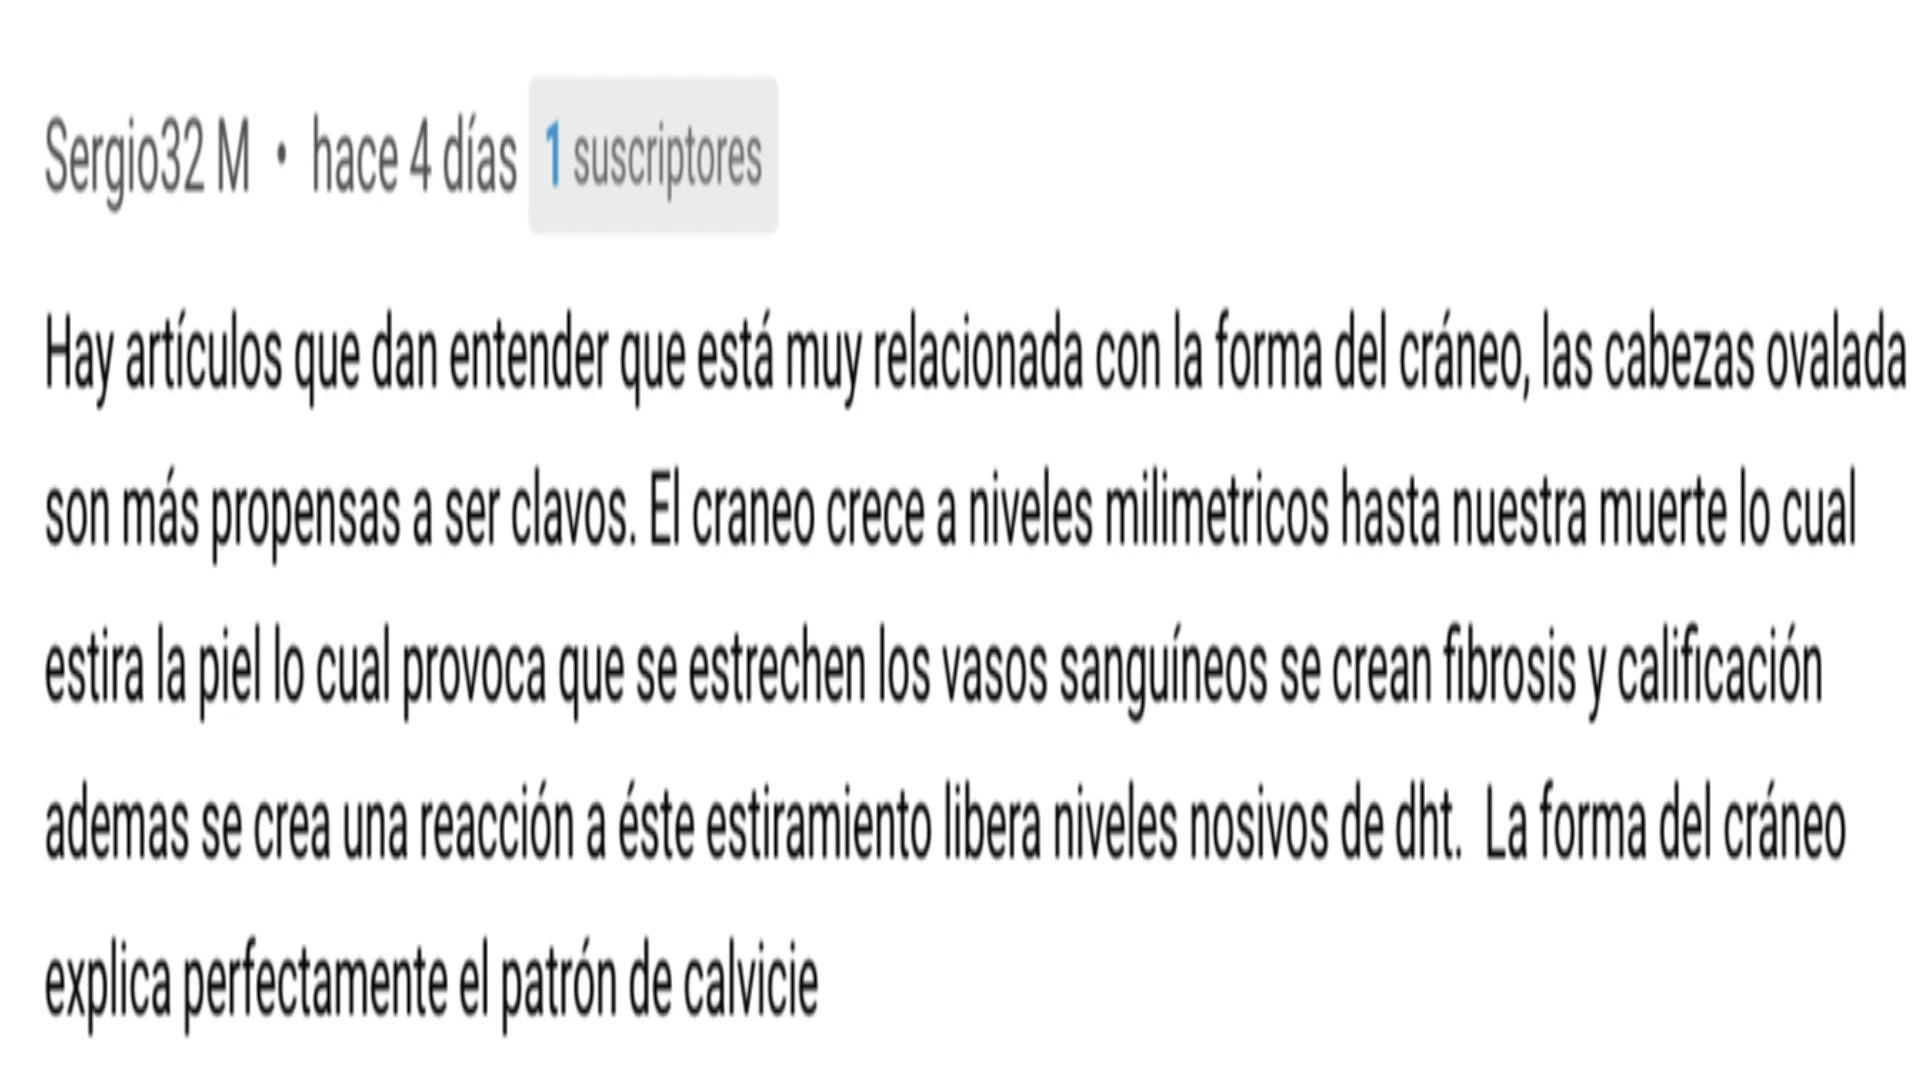 Sergio32 M • hace 4 días 1 suscriptores
Hay artículos que dan entender que está muy relacionada con la forma del cráneo, las cabezas ovalada
son más propensas a ser clavos. El craneo crece a niveles milimetricos hasta nuestra muerte lo cual
estira la piel lo cual provoca que se estrechen los vasos sanguíneos se crean fibrosis y calificación
ademas se crea una reacción a éste estiramiento libera niveles nosivos de dht.  La forma del cráneo
explica perfectamente el patrón de calvicie